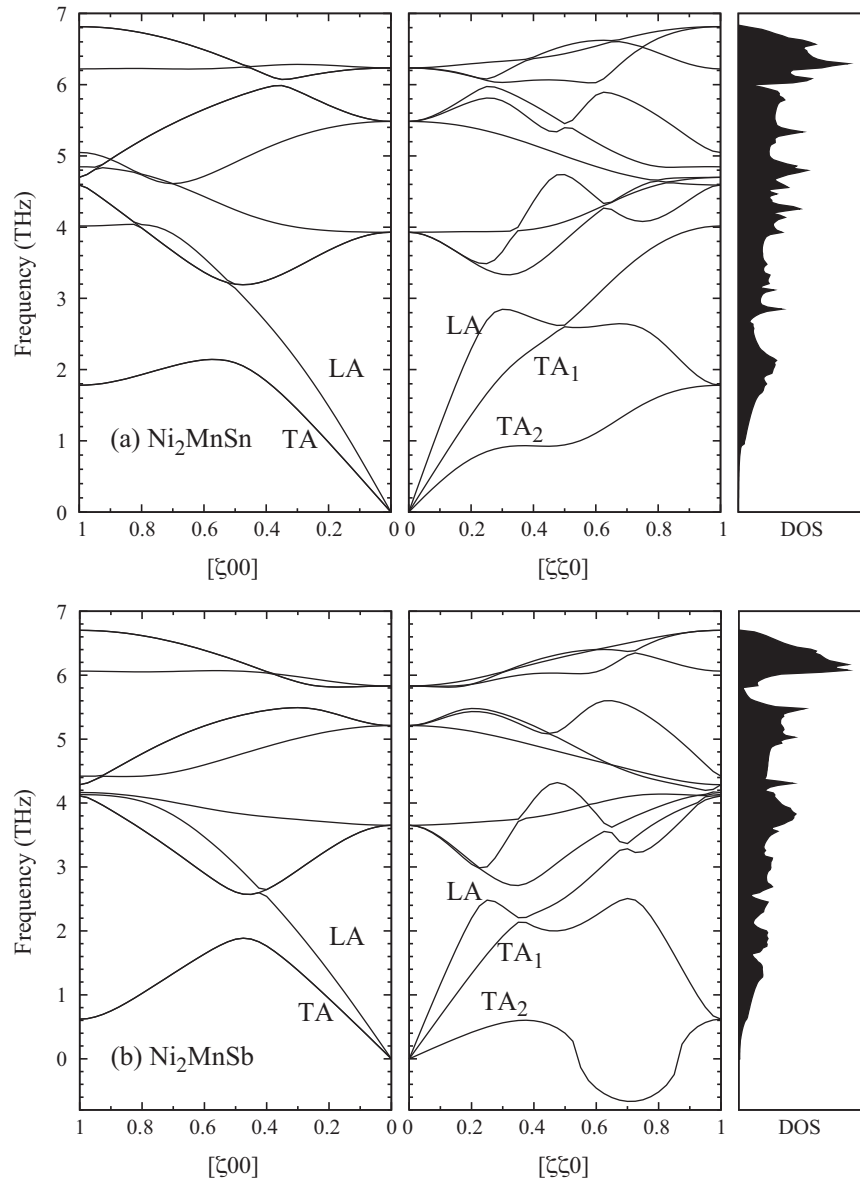 7
6
5
4
3
2
1
0
Frequency (THz)
LA
TA
(a) Ni₂MnSn
LA
TA₁
TA₂
1 0.8 0.6 0.4 0.2 0
0 0.2 0.4 0.6 0.8 1
DOS
[ζ00]
[ζζ0]
7
6
5
4
3
2
1
0
Frequency (THz)
LA
TA
(b) Ni₂MnSb
LA
TA₁
TA₂
1 0.8 0.6 0.4 0.2 0
0 0.2 0.4 0.6 0.8 1
DOS
[ζ00]
[ζζ0]